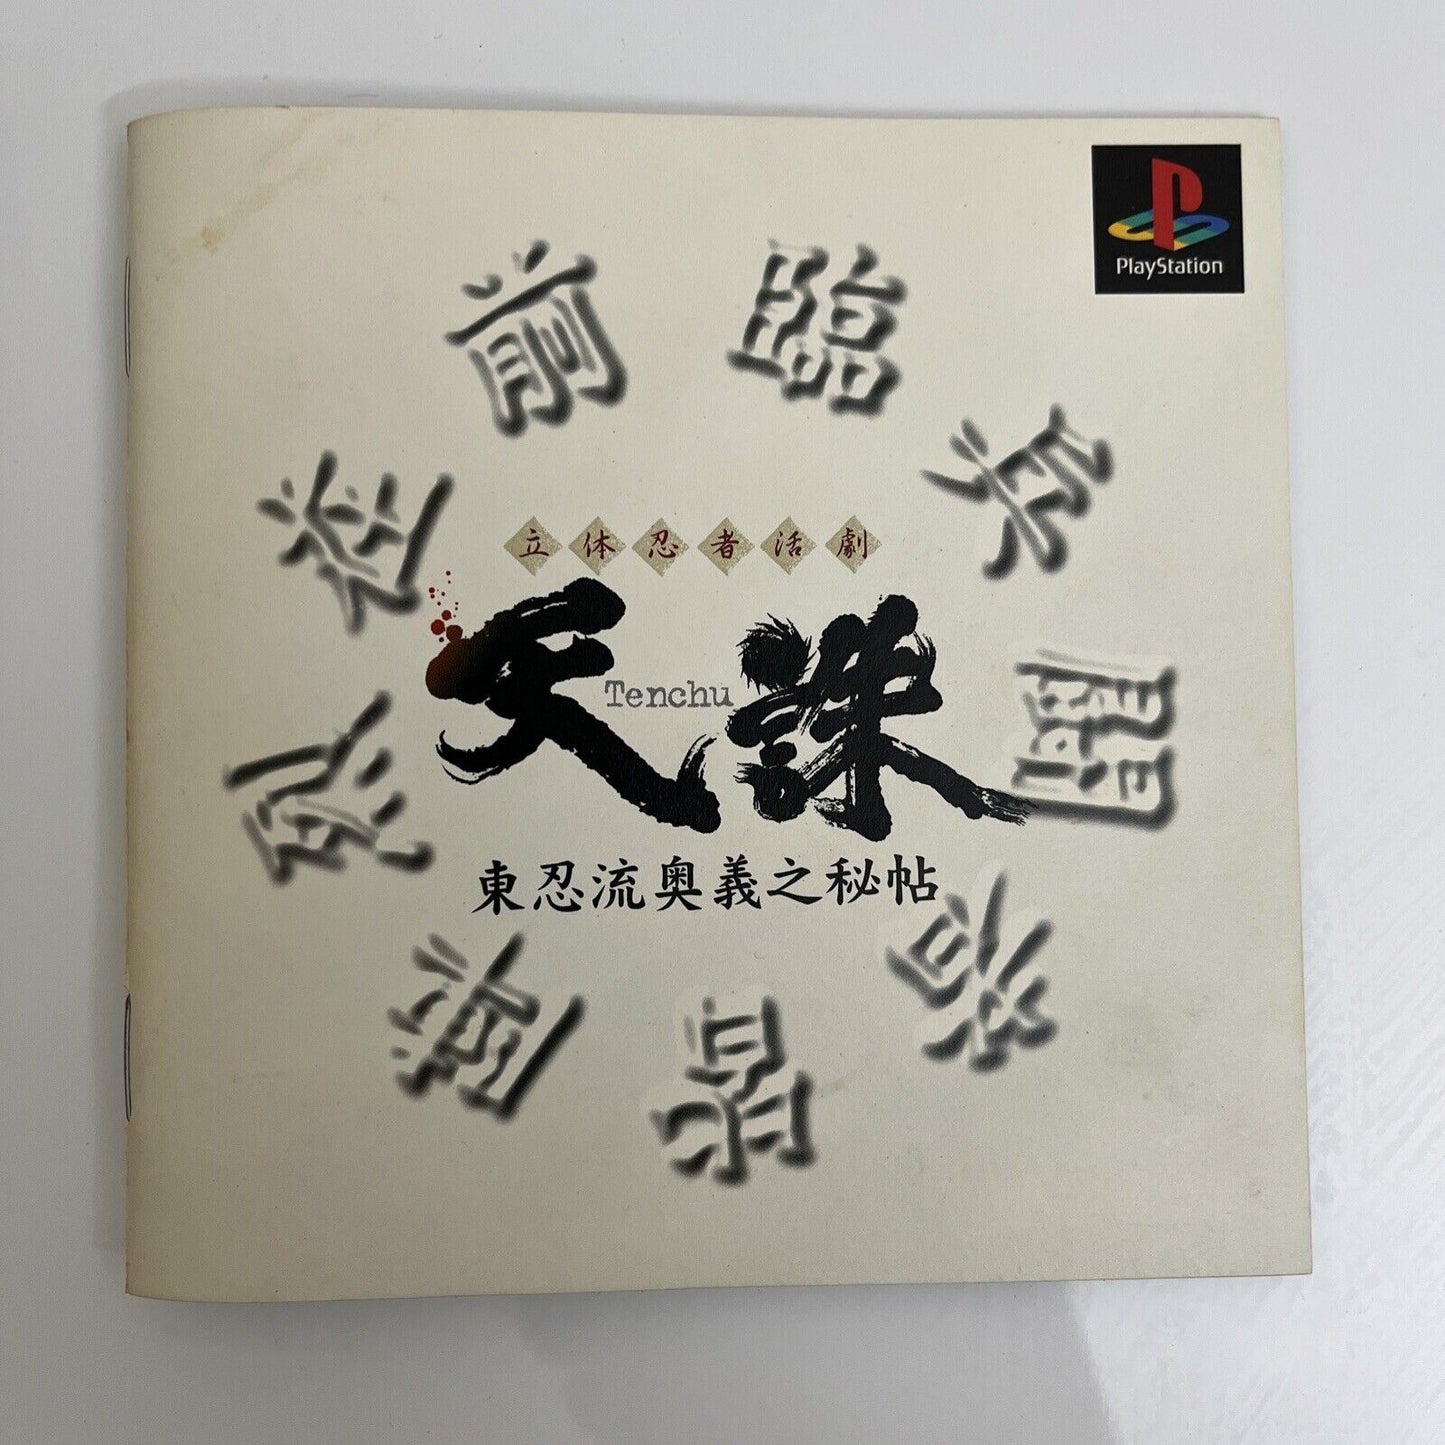 PlayStation
臨
兵
闘
者
皆
陣
列
在
前
立体忍者活劇
天誅
Tenchu
東忍流奥義之秘帖